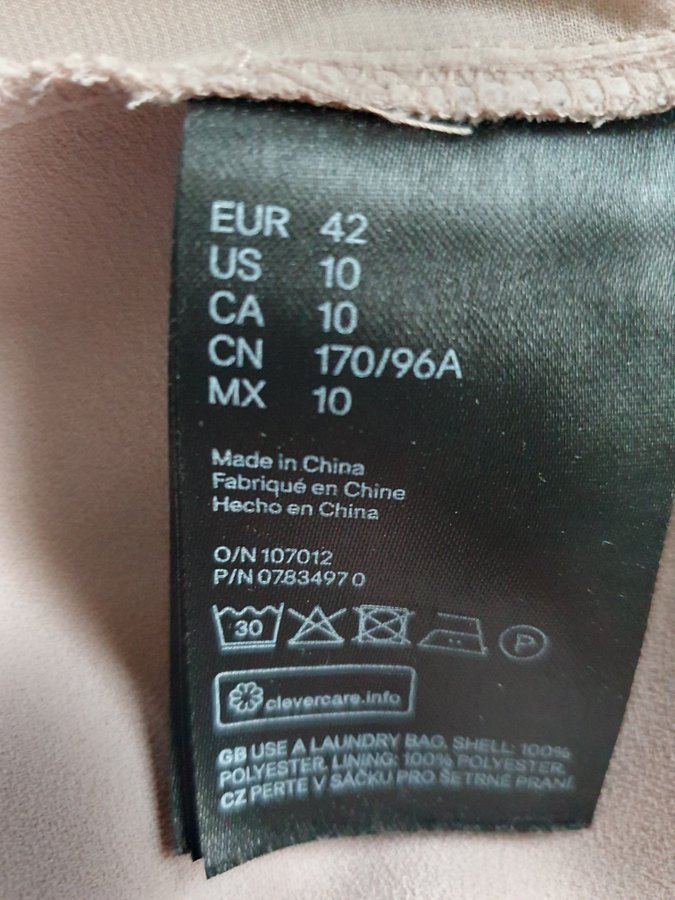 EUR 42
US 10
CA 10
CN 170/96A
MX 10
Made in China
Fabriqué en Chine
Hecho en China
O/N 107012
P/N 0783497 0
30 P
clevercare.info
GB USE A LAUNDRY BAG. SHELL: 100%
POLYESTER. LINING: 100% POLYESTER.
CZ PERTE V SÁČKU PRO ŠETRNÉ PRANÍ.